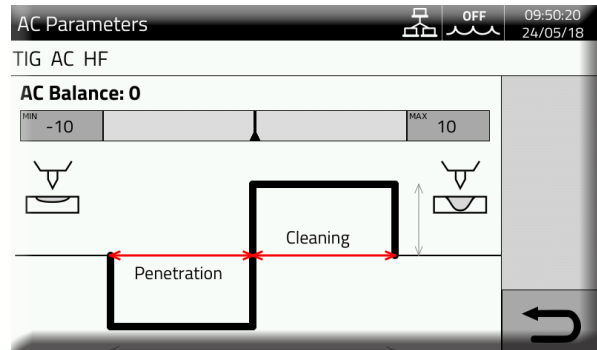 AC Parameters
OFF
09:50:20
24/05/18
TIG AC HF
AC Balance: 0
MIN
-10
MAX
10
Cleaning
Penetration